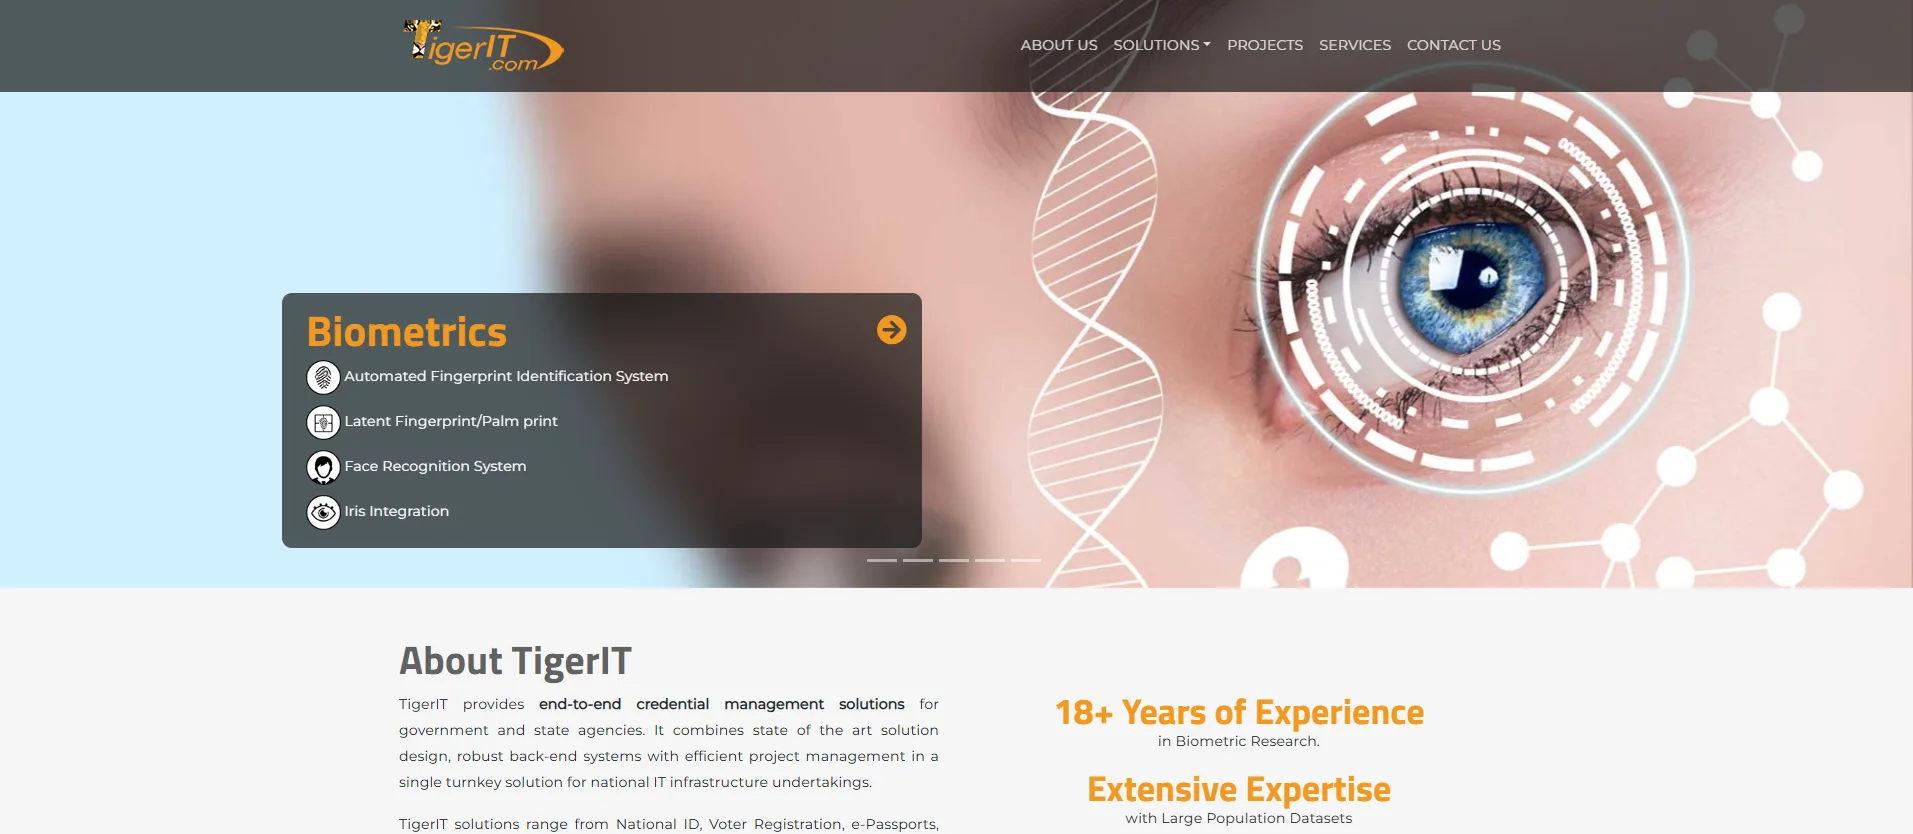 TigerIT
.com
ABOUT US SOLUTIONS PROJECTS SERVICES CONTACT US
Biometrics
Automated Fingerprint Identification System
Latent Fingerprint/Palm print
Face Recognition System
Iris Integration
About TigerIT
TigerIT provides end-to-end credential management solutions for
government and state agencies. It combines state of the art solution
design, robust back-end systems with efficient project management in a
single turnkey solution for national IT infrastructure undertakings.
TigerIT solutions range from National ID, Voter Registration, e-Passports,
18+ Years of Experience
in Biometric Research.
Extensive Expertise
with Large Population Datasets